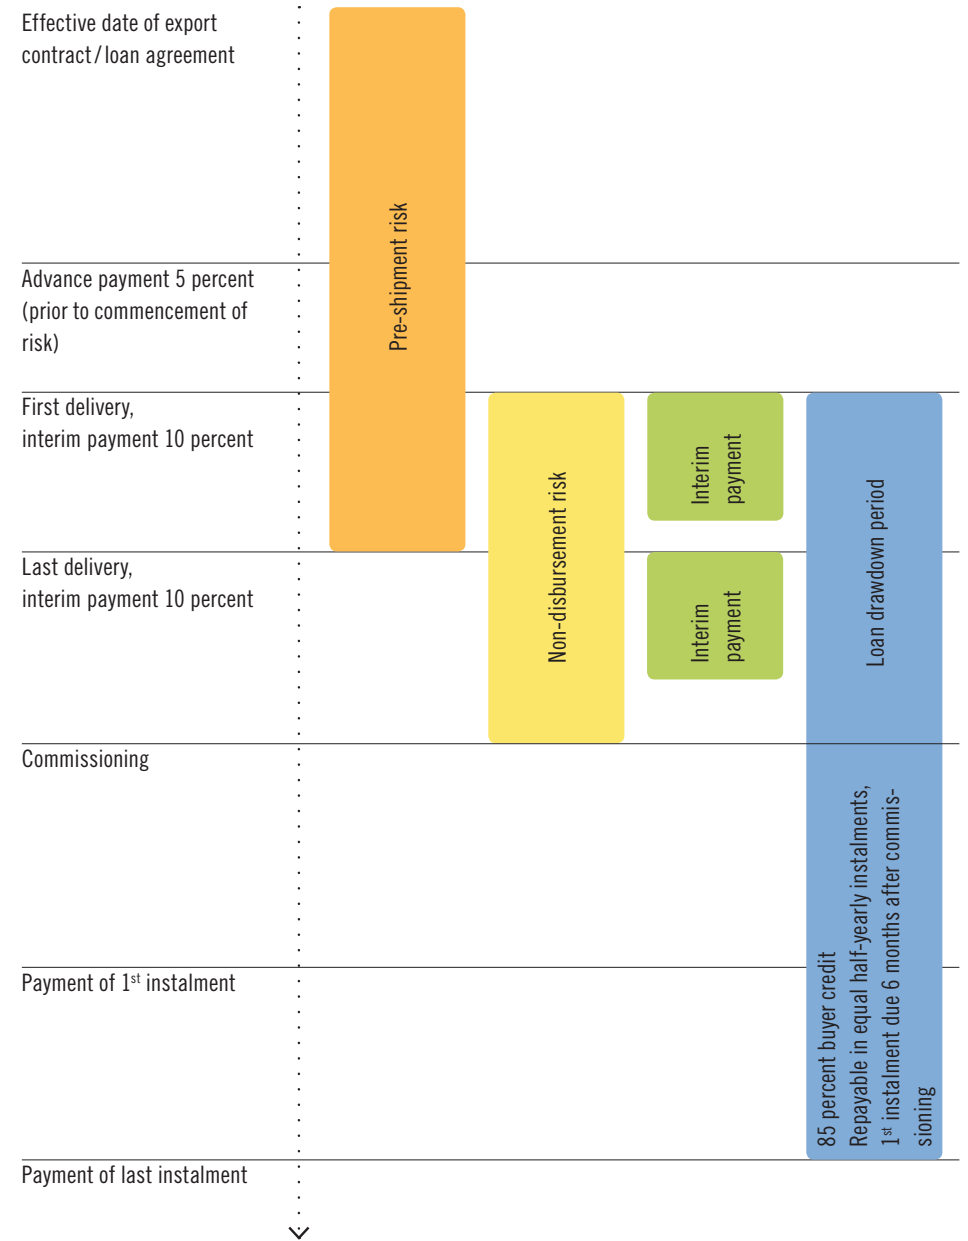 Effective date of export
contract/loan agreement
Pre-shipment risk
Advance payment 5 percent
(prior to commencement of
risk)
First delivery,
interim payment 10 percent
Non-disbursement risk
Interim
payment
Loan drawdown period
Last delivery,
interim payment 10 percent
Interim
payment
Commissioning
85 percent buyer credit
Repayable in equal half-yearly instalments,
1st instalment due 6 months after commis-
sioning
Payment of 1st instalment
Payment of last instalment